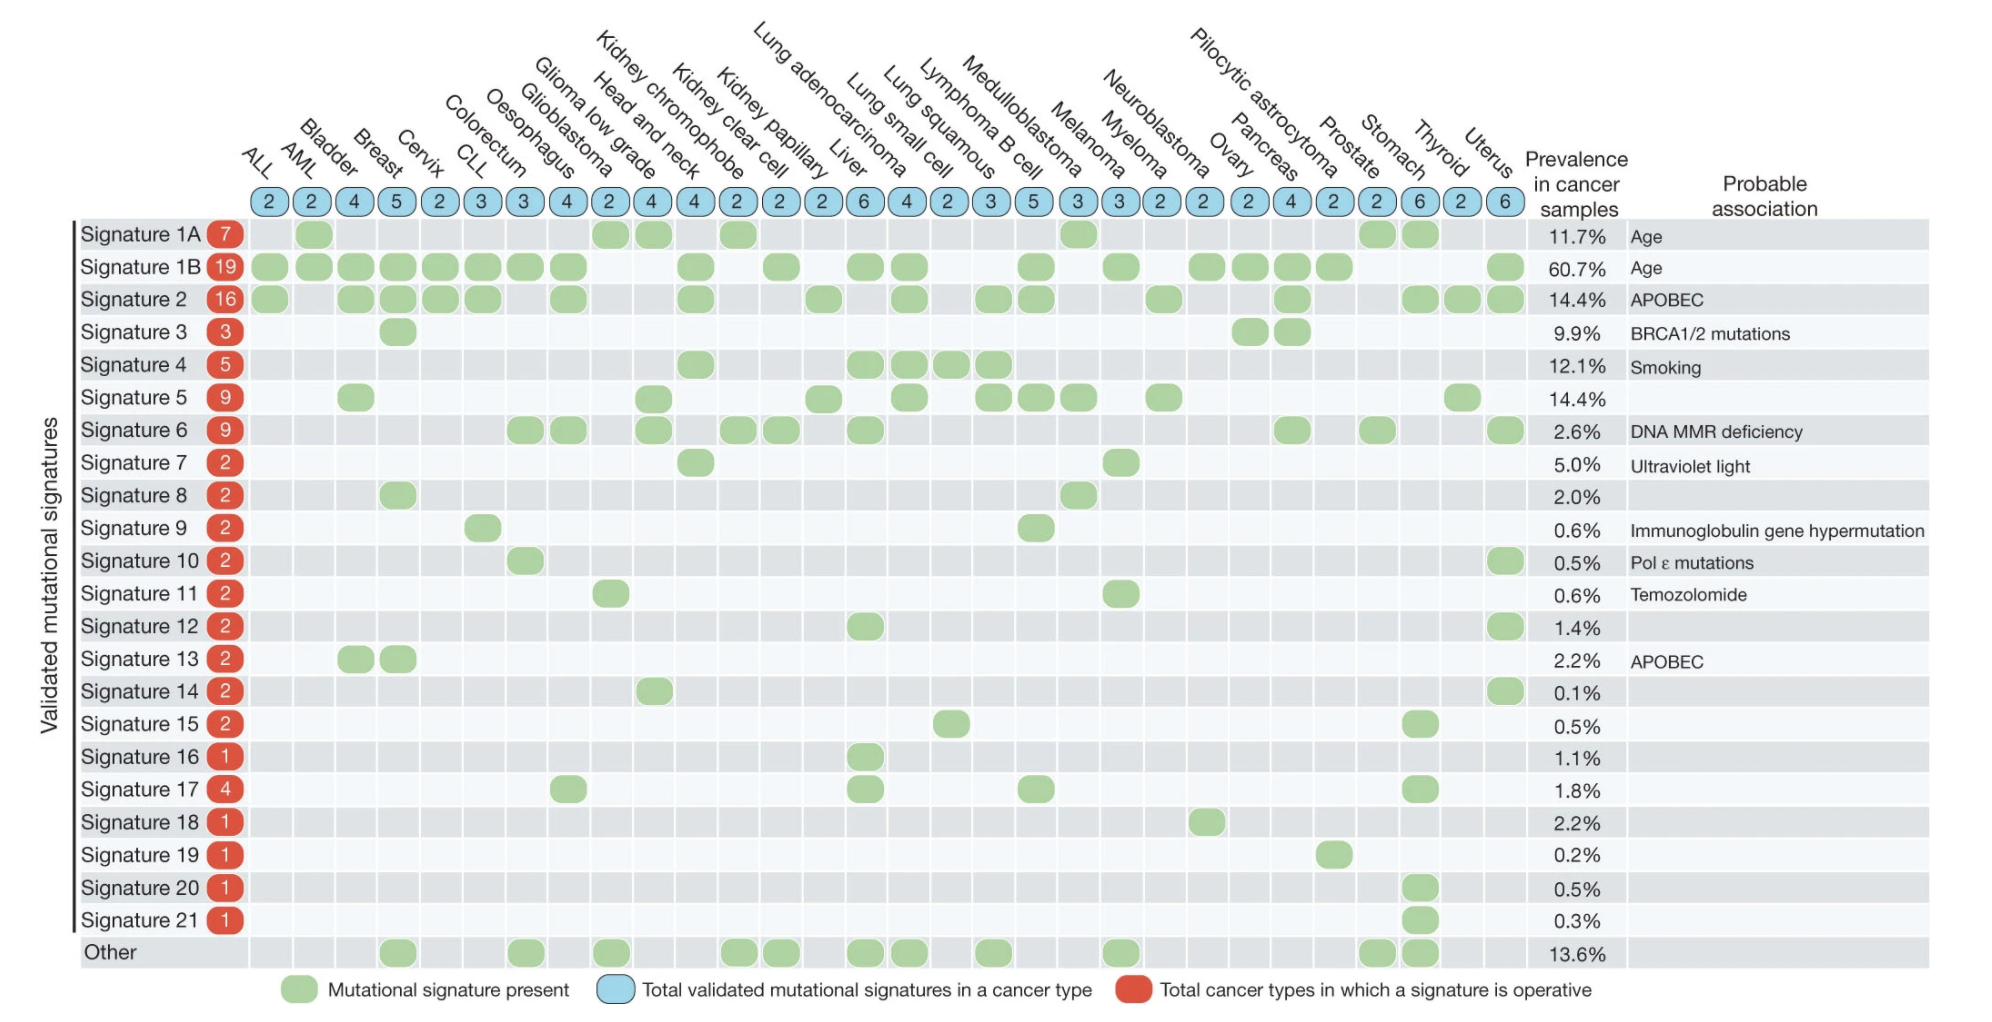 ALL
AML
Bladder
Breast
Cervix
CLL
Colorectum
Oesophagus
Glioblastoma
Glioma low grade
Head and neck
Kidney chromophobe
Kidney clear cell
Kidney papillary
Liver
Lung adenocarcinoma
Lung small cell
Lung squamous
Lymphoma B cell
Medulloblastoma
Melanoma
Myeloma
Neuroblastoma
Ovary
Pancreas
Pilocytic astrocytoma
Prostate
Stomach
Thyroid
Uterus
Prevalence
in cancer
samples
Probable
association
2 2 4 5 2 3 3 4 2 4 4 2 2 2 6 4 2 3 5 3 3 2 2 2 4 2 2 6 2 6
Validated mutational signatures
Signature 1A 7 11.7% Age
Signature 1B 19 60.7% Age
Signature 2 16 14.4% APOBEC
Signature 3 3 9.9% BRCA1/2 mutations
Signature 4 5 12.1% Smoking
Signature 5 9 14.4%
Signature 6 9 2.6% DNA MMR deficiency
Signature 7 2 5.0% Ultraviolet light
Signature 8 2 2.0%
Signature 9 2 0.6% Immunoglobulin gene hypermutation
Signature 10 2 0.5% Pol ε mutations
Signature 11 2 0.6% Temozolomide
Signature 12 2 1.4%
Signature 13 2 2.2% APOBEC
Signature 14 2 0.1%
Signature 15 2 0.5%
Signature 16 1 1.1%
Signature 17 4 1.8%
Signature 18 1 2.2%
Signature 19 1 0.2%
Signature 20 1 0.5%
Signature 21 1 0.3%
Other 13.6%
Mutational signature present
Total validated mutational signatures in a cancer type
Total cancer types in which a signature is operative